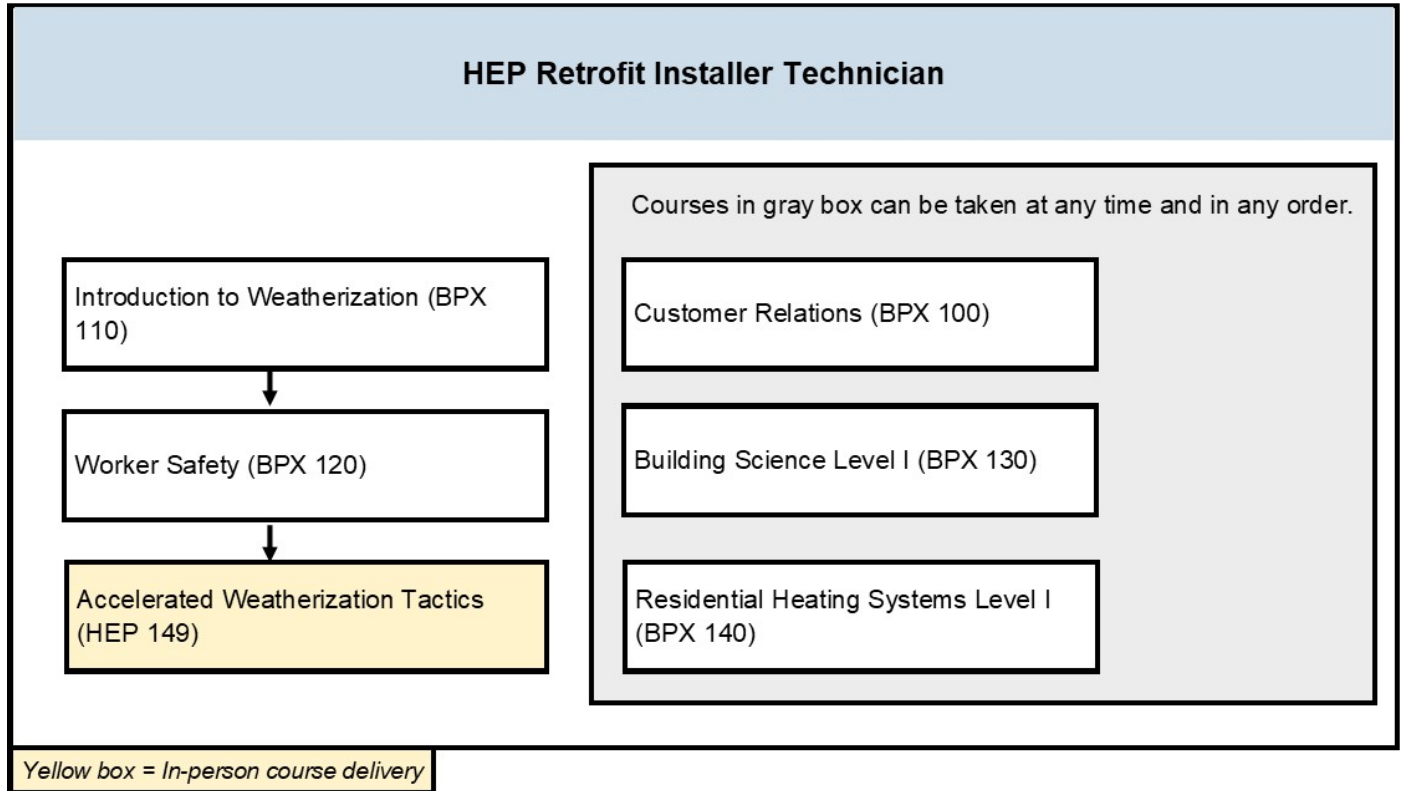 HEP Retrofit Installer Technician
Introduction to Weatherization (BPX
110)
Worker Safety (BPX 120)
Accelerated Weatherization Tactics
(HEP 149)
Courses in gray box can be taken at any time and in any order.
Customer Relations (BPX 100)
Building Science Level I (BPX 130)
Residential Heating Systems Level I
(BPX 140)
Yellow box = In-person course delivery